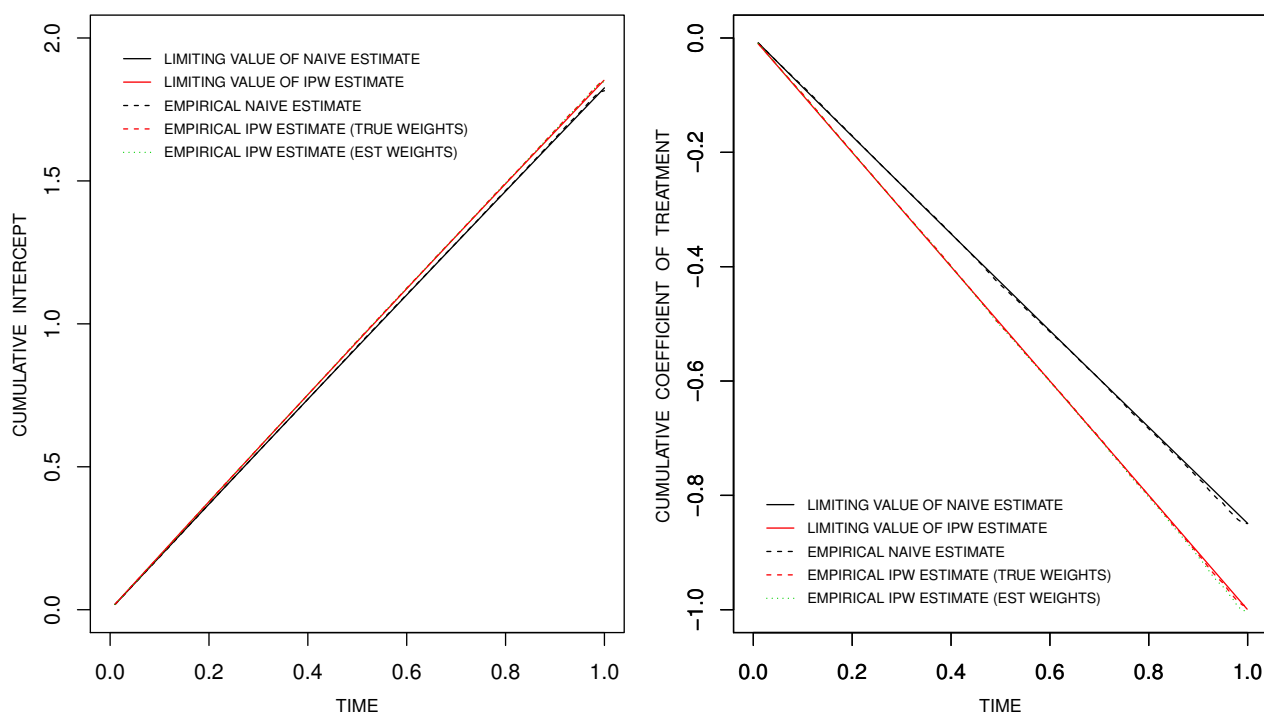 2.0
1.5
1.0
0.5
0.0
CUMULATIVE INTERCEPT
LIMITING VALUE OF NAIVE ESTIMATE
LIMITING VALUE OF IPW ESTIMATE
EMPIRICAL NAIVE ESTIMATE
EMPIRICAL IPW ESTIMATE (TRUE WEIGHTS)
EMPIRICAL IPW ESTIMATE (EST WEIGHTS)
0.0 0.2 0.4 0.6 0.8 1.0
TIME
0.0
−0.2
−0.4
−0.6
−0.8
−1.0
CUMULATIVE COEFFICIENT OF TREATMENT
LIMITING VALUE OF NAIVE ESTIMATE
LIMITING VALUE OF IPW ESTIMATE
EMPIRICAL NAIVE ESTIMATE
EMPIRICAL IPW ESTIMATE (TRUE WEIGHTS)
EMPIRICAL IPW ESTIMATE (EST WEIGHTS)
0.0 0.2 0.4 0.6 0.8 1.0
TIME